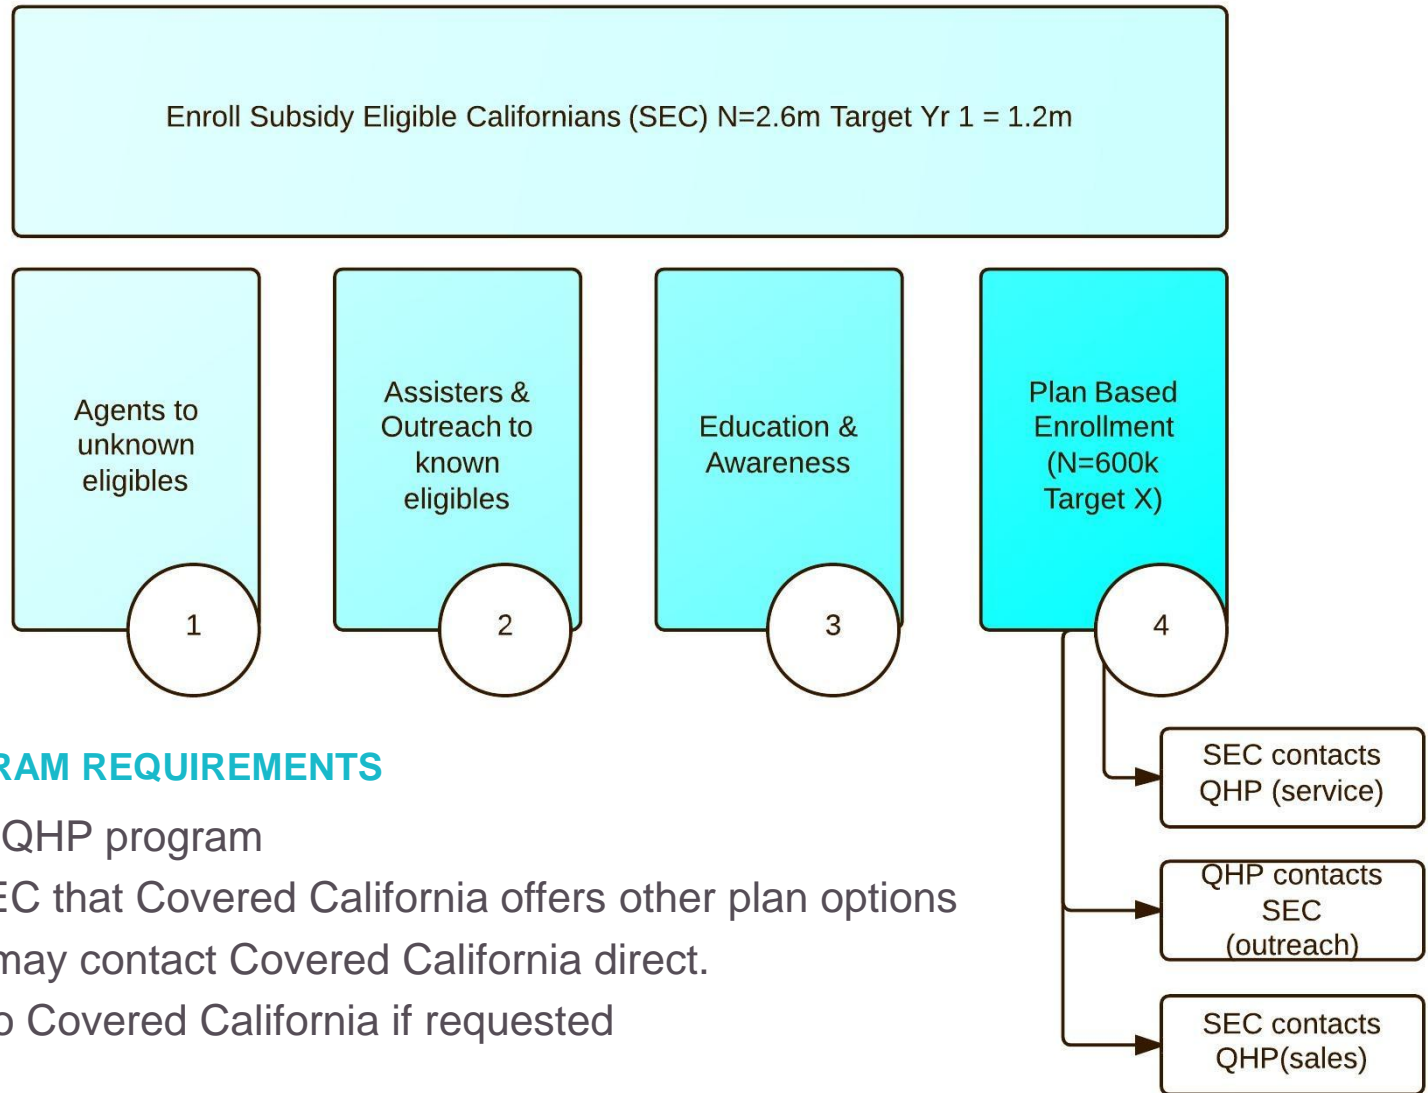 Enroll Subsidy Eligible Californians (SEC) N=2.6m Target Yr 1 = 1.2m
Agents to
unknown
eligibles
1
Assisters &
Outreach to
known
eligibles
2
Education &
Awareness
3
Plan Based
Enrollment
(N=600k
Target X)
4
SEC contacts
QHP (service)
QHP contacts
SEC
(outreach)
SEC contacts
QHP(sales)
RAM REQUIREMENTS
QHP program
EC that Covered California offers other plan options
may contact Covered California direct.
o Covered California if requested